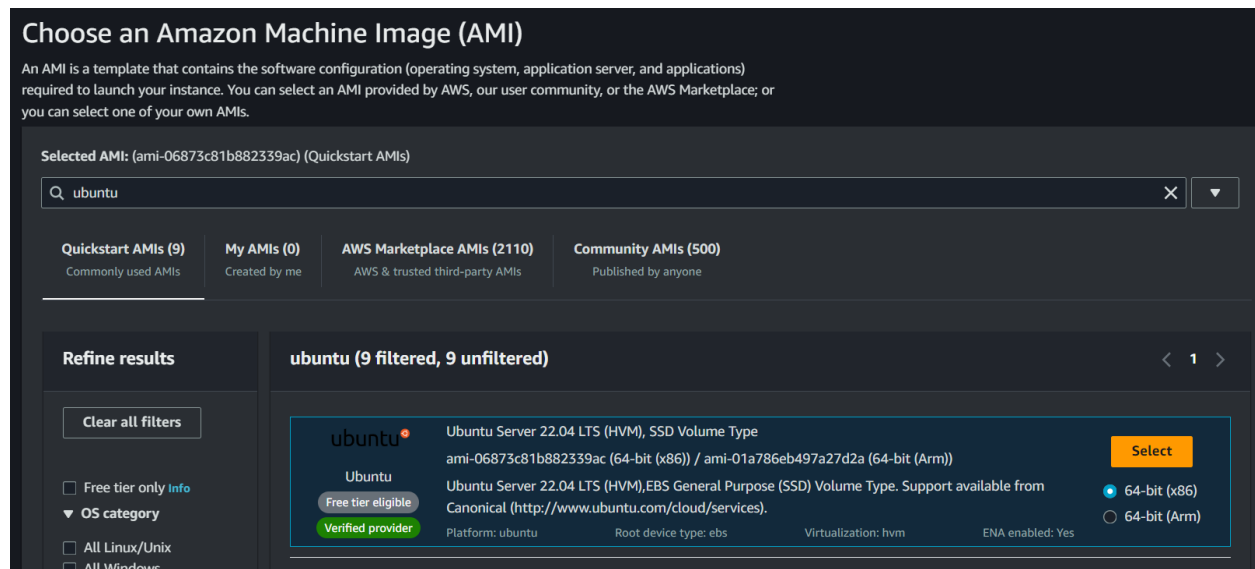 Choose an Amazon Machine Image (AMI)
An AMI is a template that contains the software configuration (operating system, application server, and applications)
required to launch your instance. You can select an AMI provided by AWS, our user community, or the AWS Marketplace; or
you can select one of your own AMIs.
Selected AMI: (ami-06873c81b882339ac) (Quickstart AMIs)
ubuntu
Quickstart AMIs (9)
Commonly used AMIs
My AMIs (0)
Created by me
AWS Marketplace AMIs (2110)
AWS & trusted third-party AMIs
Community AMIs (500)
Published by anyone
Refine results
Clear all filters
Free tier only Info
OS category
All Linux/Unix
All Windows
ubuntu (9 filtered, 9 unfiltered)
1
ubuntu
Ubuntu
Free tier eligible
Verified provider
Ubuntu Server 22.04 LTS (HVM), SSD Volume Type
ami-06873c81b882339ac (64-bit (x86)) / ami-01a786eb497a27d2a (64-bit (Arm))
Ubuntu Server 22.04 LTS (HVM),EBS General Purpose (SSD) Volume Type. Support available from
Canonical (http://www.ubuntu.com/cloud/services).
Platform: ubuntu Root device type: ebs Virtualization: hvm ENA enabled: Yes
Select
64-bit (x86)
64-bit (Arm)